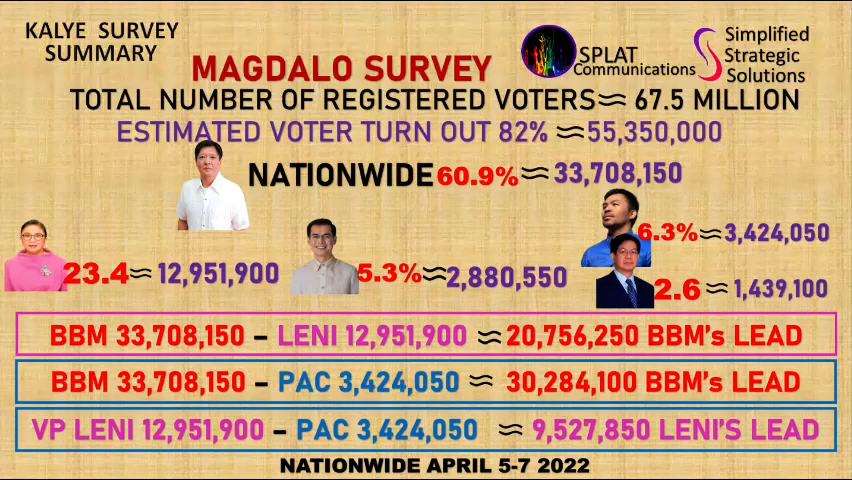 KALYE SURVEY
SUMMARY
SPLAT
Communications
Simplified
Strategic
Solutions
MAGDALO SURVEY
TOTAL NUMBER OF REGISTERED VOTERS ≈ 67.5 MILLION
ESTIMATED VOTER TURN OUT 82% ≈ 55,350,000
NATIONWIDE 60.9% ≈ 33,708,150
6.3% ≈ 3,424,050
23.4 ≈ 12,951,900
5.3% ≈ 2,880,550
2.6 ≈ 1,439,100
BBM 33,708,150 – LENI 12,951,900 ≈ 20,756,250 BBM's LEAD
BBM 33,708,150 – PAC 3,424,050 ≈ 30,284,100 BBM's LEAD
VP LENI 12,951,900 – PAC 3,424,050 ≈ 9,527,850 LENI'S LEAD
NATIONWIDE APRIL 5-7 2022